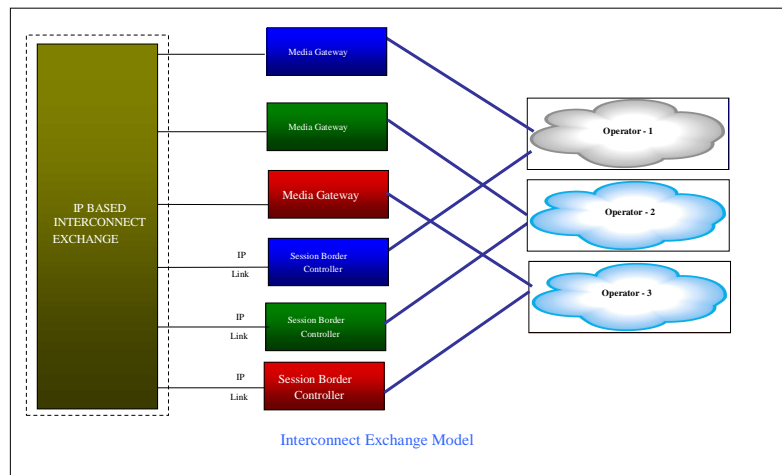 Media Gateway
Media Gateway
Media Gateway
IP BASED
INTERCONNECT
EXCHANGE
IP
Link
Session Border
Controller
IP
Link
Session Border
Controller
IP
Link
Session Border
Controller
Operator - 1
Operator - 2
Operator - 3
Interconnect Exchange Model